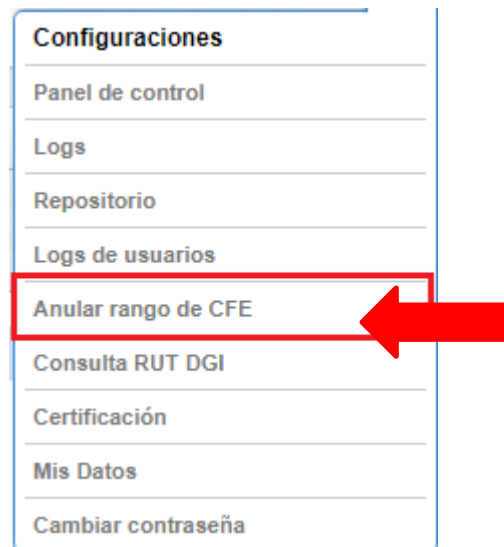 Configuraciones
Panel de control
Logs
Repositorio
Logs de usuarios
Anular rango de CFE
Consulta RUT DGI
Certificación
Mis Datos
Cambiar contraseña